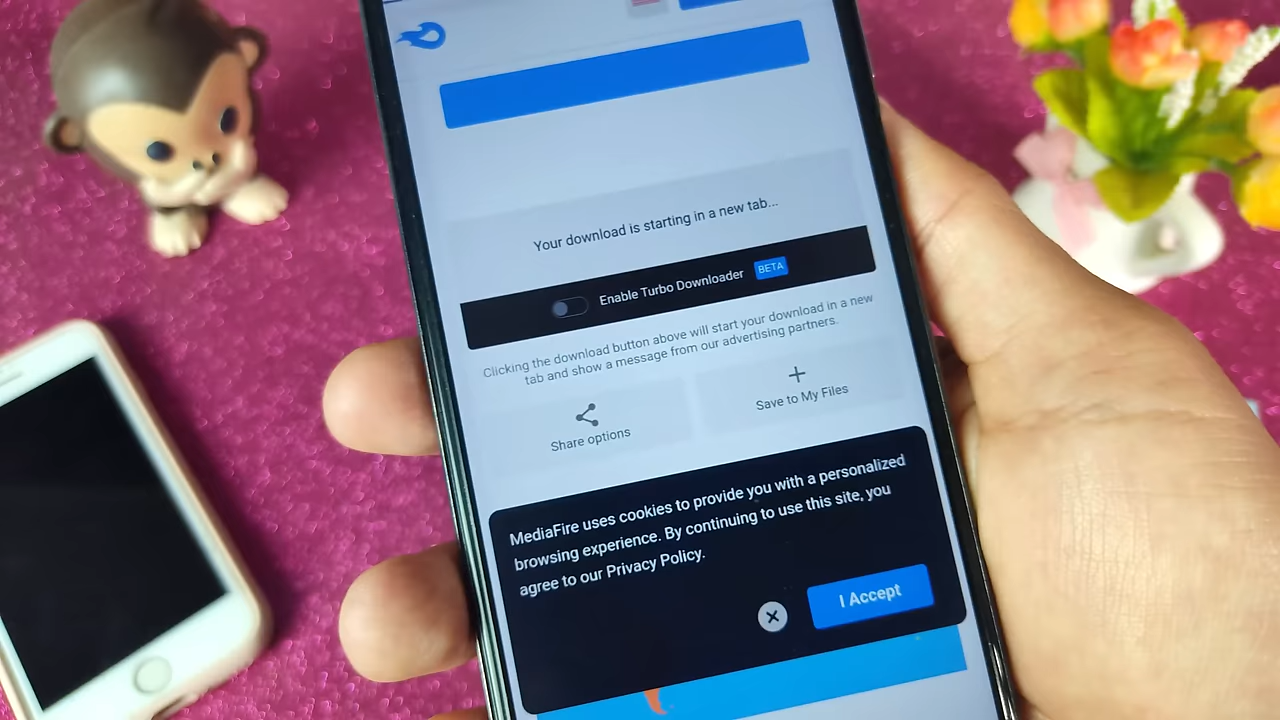 Your download is starting in a new tab...
Enable Turbo Downloader BETA
Clicking the download button above will start your download in a new
tab and show a message from our advertising partners.
Share options
Save to My Files
MediaFire uses cookies to provide you with a personalized
browsing experience. By continuing to use this site, you
agree to our Privacy Policy.
I Accept